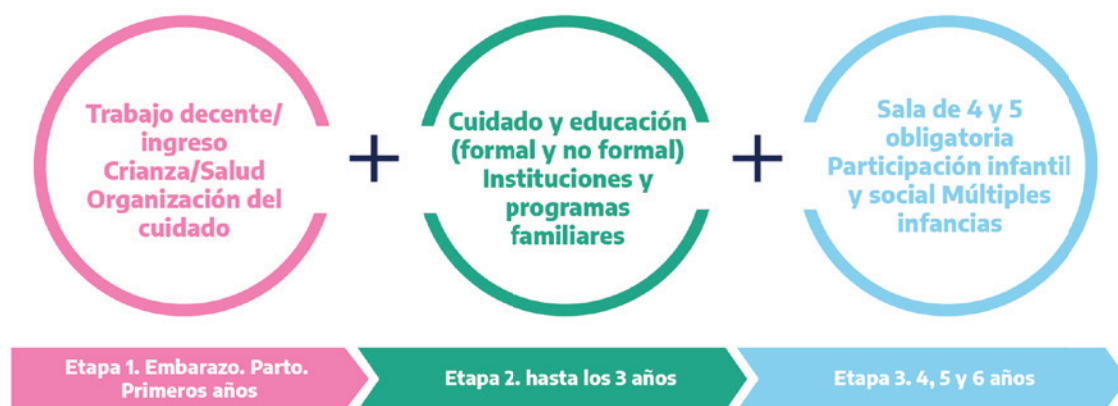 Trabajo decente/
ingreso
Crianza/Salud
Organización del
cuidado
+
Cuidado y educación
(formal y no formal)
Instituciones y
programas
familiares
+
Sala de 4 y 5
obligatoria
Participación infantil
y social Múltiples
infancias
Etapa 1. Embarazo. Parto.
Primeros años
Etapa 2. hasta los 3 años
Etapa 3. 4, 5 y 6 años